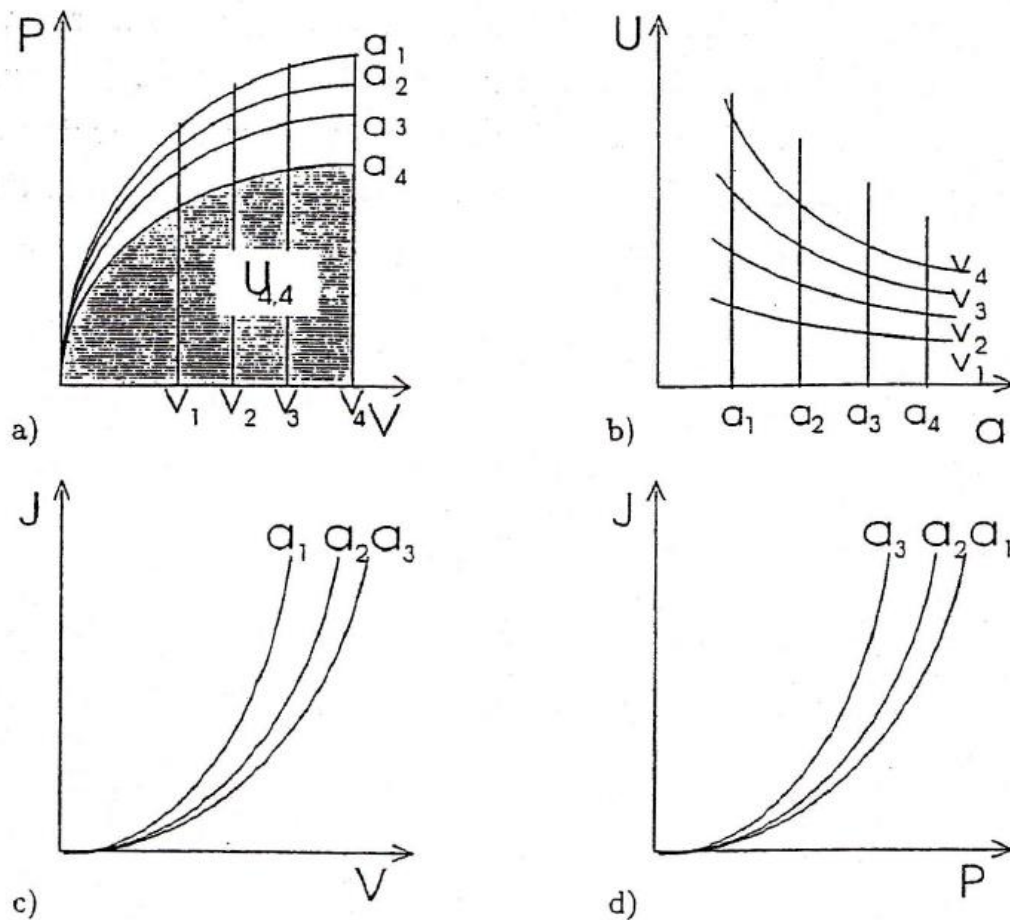 P
a₁
a₂
a₃
a₄
U₄,₄
V₁ V₂ V₃ V₄ V
a)
U
V₄
V₃
V₂
V₁
a₁ a₂ a₃ a₄ a
b)
J
a₁ a₂ a₃
V
c)
J
a₃ a₂ a₁
P
d)